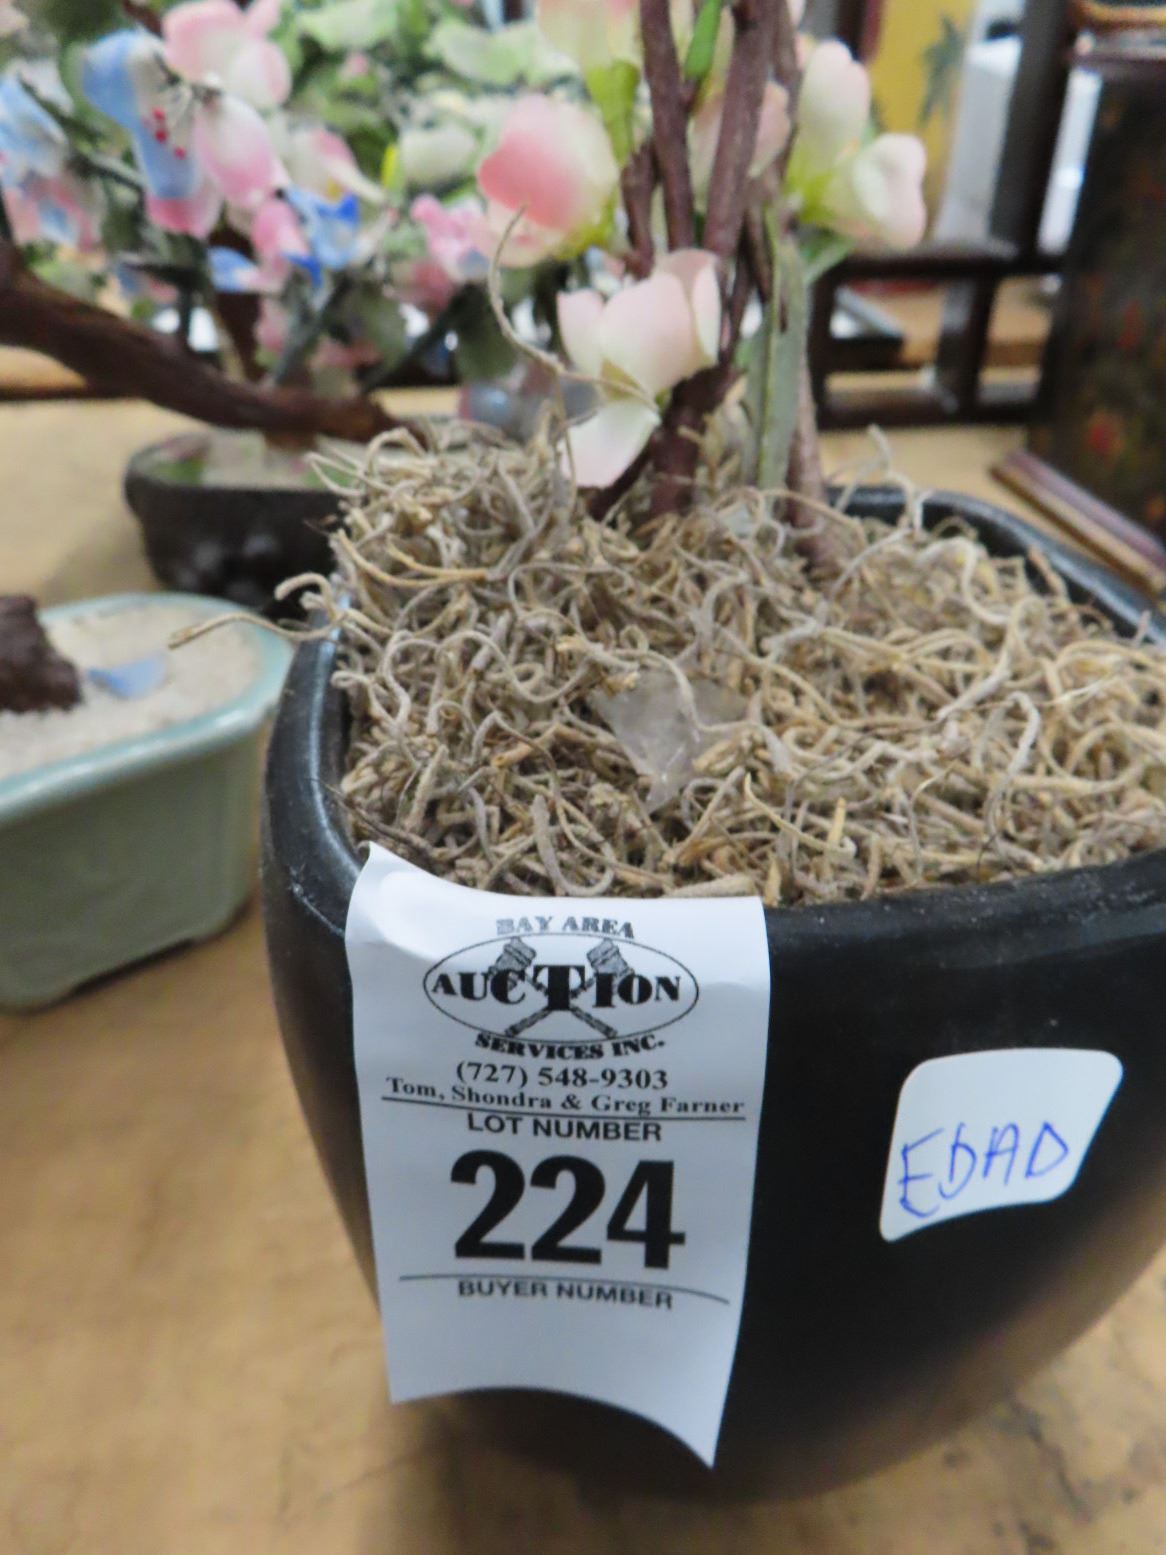 BAY AREA
AUCTION
SERVICES INC.
(727) 548-9303
Tom, Shondra & Greg Farner
LOT NUMBER
224
BUYER NUMBER
EDAD